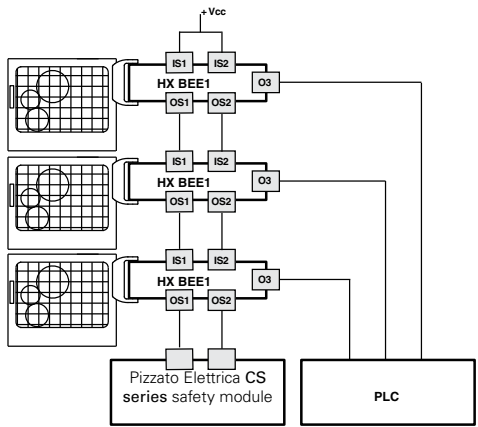 + Vcc
IS1 IS2
HX BEE1
O3
OS1 OS2
IS1 IS2
HX BEE1
O3
OS1 OS2
IS1 IS2
HX BEE1
O3
OS1 OS2
Pizzato Elettrica CS
series safety module
PLC